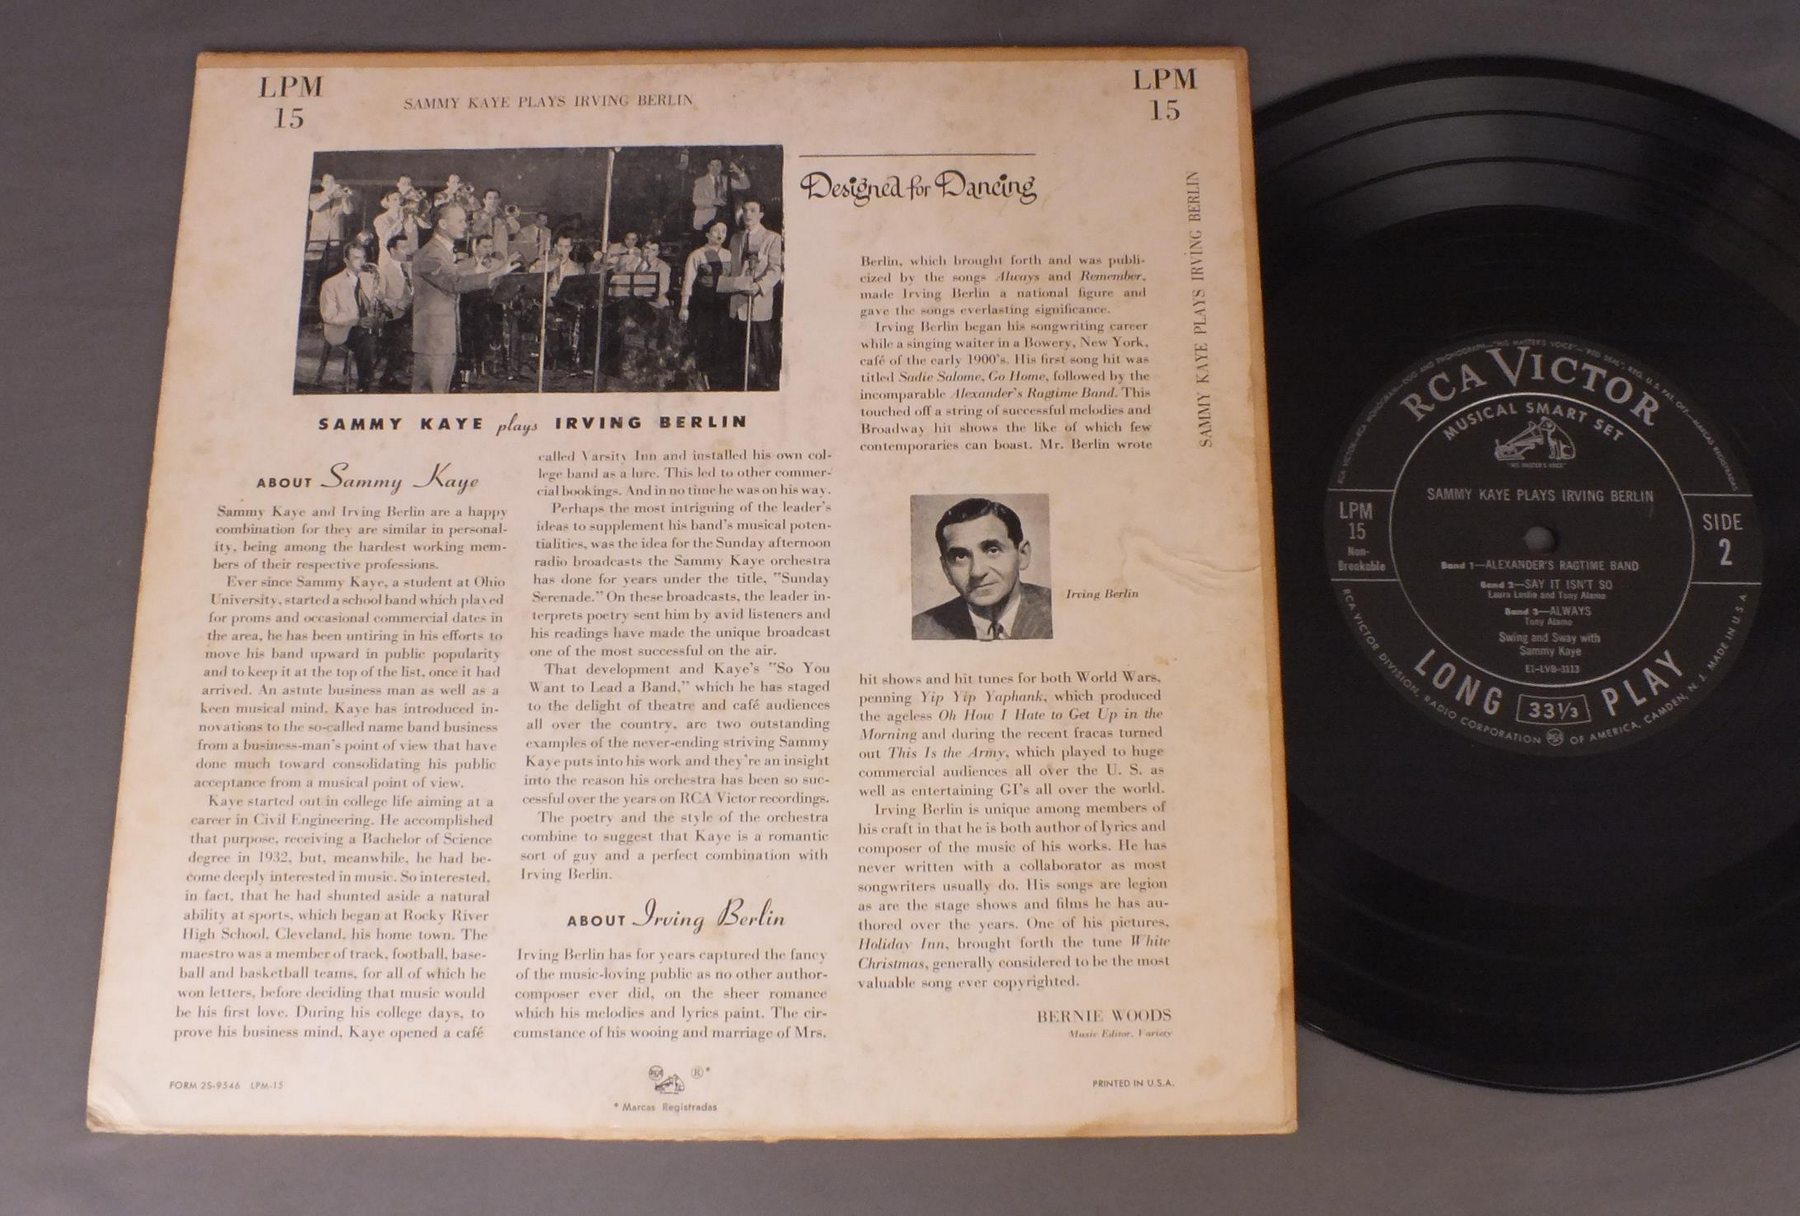 LPM
15
SAMMY KAYE PLAYS IRVING BERLIN
LPM
15
Designed for Dancing
SAMMY KAYE PLAYS IRVING BERLIN
SAMMY KAYE plays IRVING BERLIN
ABOUT Sammy Kaye
Sammy Kaye and Irving Berlin are a happy
combination for they are similar in personal-
ity, being among the hardest working mem-
bers of their respective professions.
Ever since Sammy Kaye, a student at Ohio
University, started a school band which played
for proms and occasional commercial dates in
the area, he has been untiring in his efforts to
move his band upward in public popularity
and to keep it at the top of the list, once it had
arrived. An astute business man as well as a
keen musical mind, Kaye has introduced in-
novations to the so-called name band business
from a business-man's point of view that have
done much toward consolidating his public
acceptance from a musical point of view.
Kaye started out in college life aiming at a
career in Civil Engineering. He accomplished
that purpose, receiving a Bachelor of Science
degree in 1932, but, meanwhile, he had be-
come deeply interested in music. So interested,
in fact, that he had shunted aside a natural
ability at sports, which began at Rocky River
High School, Cleveland, his home town. The
maestro was a member of track, football, base-
ball and basketball teams, for all of which he
won letters, before deciding that music would
be his first love. During his college days, to
prove his business mind, Kaye opened a café
called Varsity Inn and installed his own col-
lege band as a lure. This led to other commer-
cial bookings. And in no time he was on his way.
Perhaps the most intriguing of the leader's
ideas to supplement his band's musical poten-
tialities, was the idea for the Sunday afternoon
radio broadcasts the Sammy Kaye orchestra
has done for years under the title, "Sunday
Serenade." On these broadcasts, the leader in-
terprets poetry sent him by avid listeners and
his readings have made the unique broadcast
one of the most successful on the air.
That development and Kaye's "So You
Want to Lead a Band," which he has staged
to the delight of theatre and café audiences
all over the country, are two outstanding
examples of the never-ending striving Sammy
Kaye puts into his work and they're an insight
into the reason his orchestra has been so suc-
cessful over the years on RCA Victor recordings.
The poetry and the style of the orchestra
combine to suggest that Kaye is a romantic
sort of guy and a perfect combination with
Irving Berlin.
ABOUT Irving Berlin
Irving Berlin has for years captured the fancy
of the music-loving public as no other author-
composer ever did, on the sheer romance
which his melodies and lyrics paint. The cir-
cumstance of his wooing and marriage of Mrs.
Berlin, which brought forth and was publi-
cized by the songs Always and Remember,
made Irving Berlin a national figure and
gave the songs everlasting significance.
Irving Berlin began his songwriting career
while a singing waiter in a Bowery, New York,
café of the early 1900's. His first song hit was
titled Sadie Salome, Go Home, followed by the
incomparable Alexander's Ragtime Band. This
touched off a string of successful melodies and
Broadway hit shows the like of which few
contemporaries can boast. Mr. Berlin wrote
Irving Berlin
hit shows and hit tunes for both World Wars,
penning Yip Yip Yaphank, which produced
the ageless Oh How I Hate to Get Up in the
Morning and during the recent fracas turned
out This Is the Army, which played to huge
commercial audiences all over the U. S. as
well as entertaining GI's all over the world.
Irving Berlin is unique among members of
his craft in that he is both author of lyrics and
composer of the music of his works. He has
never written with a collaborator as most
songwriters usually do. His songs are legion
as are the stage shows and films he has au-
thored over the years. One of his pictures,
Holiday Inn, brought forth the tune White
Christmas, generally considered to be the most
valuable song ever copyrighted.
BERNIE WOODS
Music Editor, Variety
FORM 2S-9546 LPM-15
RCA
® *
* Marcas Registradas
PRINTED IN U.S.A.
RCA VICTOR
MUSICAL SMART SET
"HIS MASTER'S VOICE"
SAMMY KAYE PLAYS IRVING BERLIN
LPM
15
Non-
Breakable
SIDE
2
Band 1—ALEXANDER'S RAGTIME BAND
Band 2—SAY IT ISN'T SO
Laura Leslie and Tony Alamo
Band 3—ALWAYS
Tony Alamo
Swing and Sway with
Sammy Kaye
E1-LVB-3113
LONG 33⅓ PLAY
RCA VICTOR DIVISION, RADIO CORPORATION OF AMERICA, CAMDEN, N. J. MADE IN U.S.A.